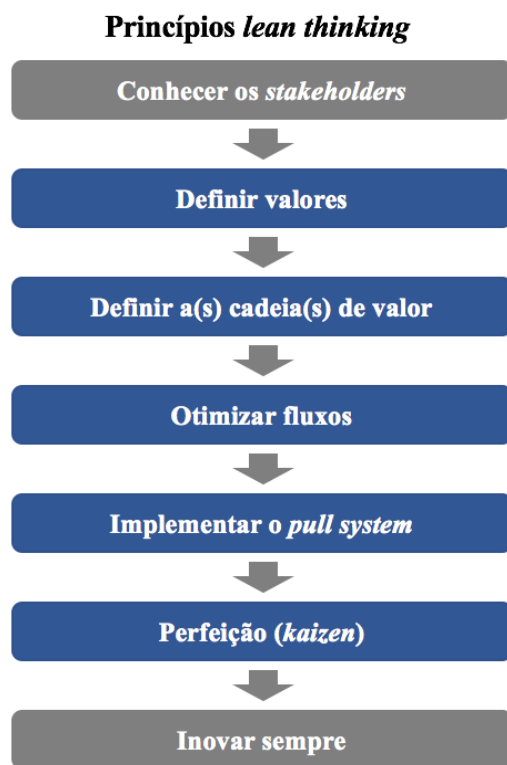 Princípios lean thinking
Conhecer os stakeholders
Definir valores
Definir a(s) cadeia(s) de valor
Otimizar fluxos
Implementar o pull system
Perfeição (kaizen)
Inovar sempre